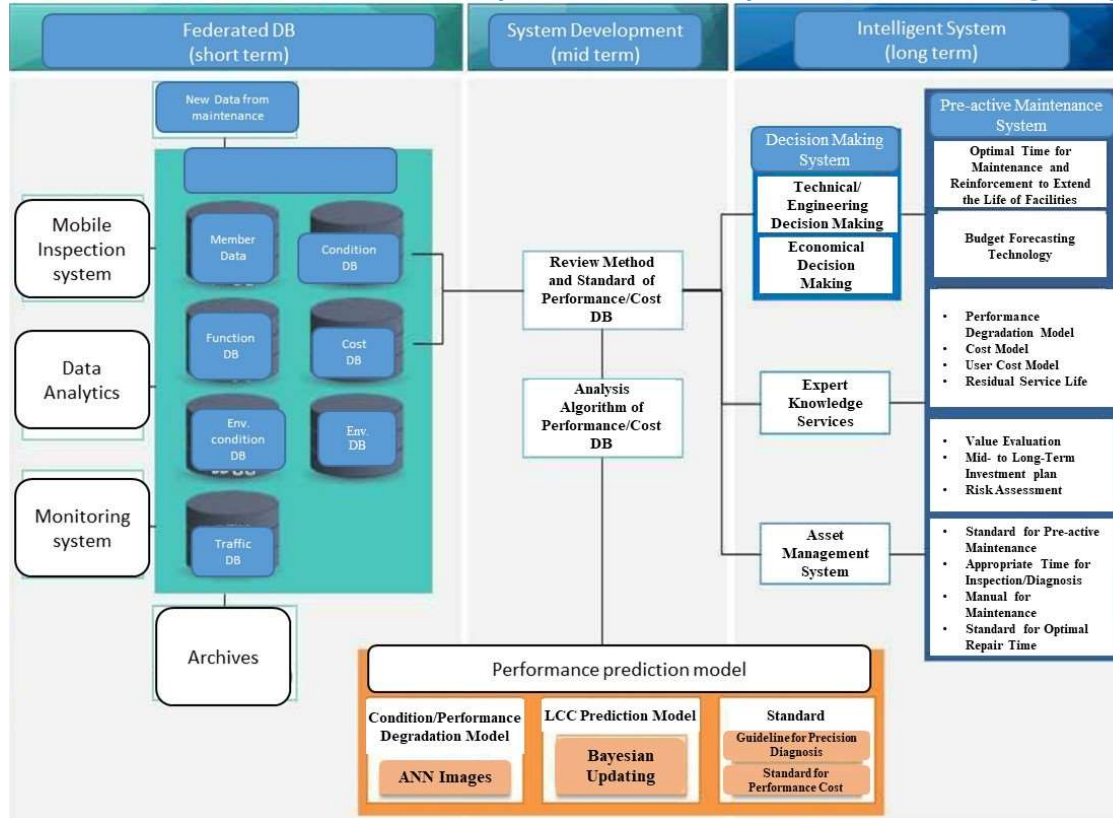 Federated DB
(short term)
System Development
(mid term)
Intelligent System
(long term)
New Data from
maintenance
Mobile
Inspection
system
Data
Analytics
Monitoring
system
Member
Data
Condition
DB
Function
DB
Cost
DB
Env.
condition
DB
Env.
DB
Traffic
DB
Archives
Review Method
and Standard of
Performance/Cost
DB
Analysis
Algorithm of
Performance/Cost
DB
Decision Making
System
Technical/
Engineering
Decision Making
Economical
Decision
Making
Expert
Knowledge
Services
Asset
Management
System
Pre-active Maintenance
System
Optimal Time for
Maintenance and
Reinforcement to Extend
the Life of Facilities
Budget Forecasting
Technology
• Performance
Degradation Model
• Cost Model
• User Cost Model
• Residual Service Life
• Value Evaluation
• Mid- to Long-Term
Investment plan
• Risk Assessment
• Standard for Pre-active
Maintenance
• Appropriate Time for
Inspection/Diagnosis
• Manual for
Maintenance
• Standard for Optimal
Repair Time
Performance prediction model
Condition/Performance
Degradation Model
ANN Images
LCC Prediction Model
Bayesian
Updating
Standard
Guideline for Precision
Diagnosis
Standard for
Performance Cost